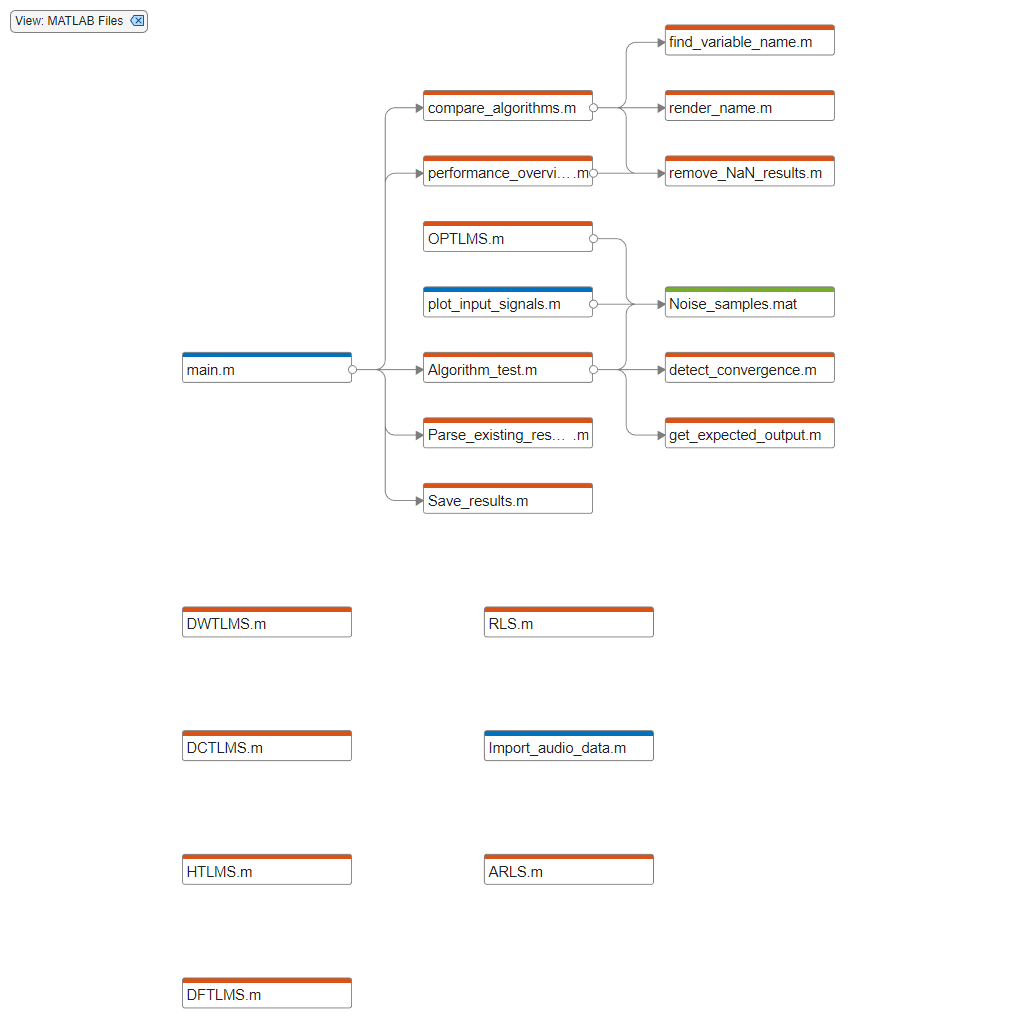 View: MATLAB Files
find_variable_name.m
compare_algorithms.m
render_name.m
performance_overvi... .m
remove_NaN_results.m
OPTLMS.m
plot_input_signals.m
Noise_samples.mat
main.m
Algorithm_test.m
detect_convergence.m
Parse_existing_res... .m
get_expected_output.m
Save_results.m
DWTLMS.m
RLS.m
DCTLMS.m
Import_audio_data.m
HTLMS.m
ARLS.m
DFTLMS.m